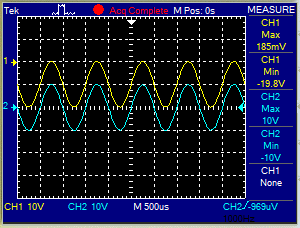 Tek Acq Complete M Pos: 0s MEASURE
CH1
Max
185mV
CH1
Min
-19.8V
CH2
Max
10V
CH2
Min
-10V
CH1
None
1
2
CH1 10V CH2 10V M 500us CH2 -969uV